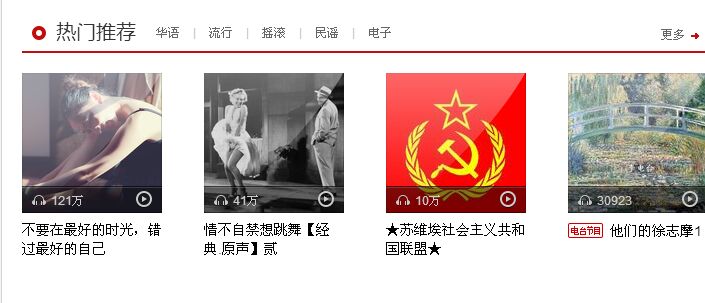 热门推荐 华语 | 流行 | 摇滚 | 民谣 | 电子 更多
121万
41万
10万
30923
不要在最好的时光，错
过最好的自己
情不自禁想跳舞【经
典.原声】贰
★苏维埃社会主义共和
国联盟★
电台节目 他们的徐志摩1